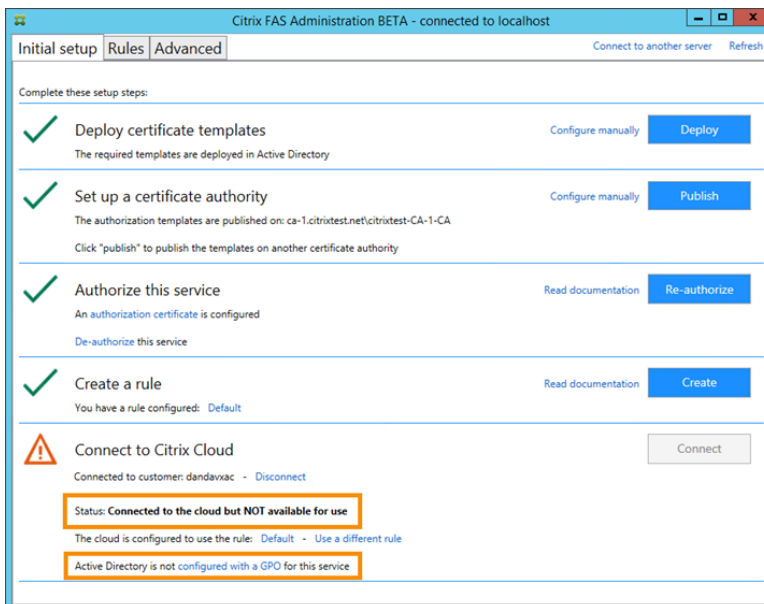 Citrix FAS Administration BETA - connected to localhost
Initial setup Rules Advanced Connect to another server Refresh
Complete these setup steps:
Deploy certificate templates Configure manually Deploy
The required templates are deployed in Active Directory
Set up a certificate authority Configure manually Publish
The authorization templates are published on: ca-1.citrixtest.net\citrixtest-CA-1-CA
Click "publish" to publish the templates on another certificate authority
Authorize this service Read documentation Re-authorize
An authorization certificate is configured
De-authorize this service
Create a rule Read documentation Create
You have a rule configured: Default
Connect to Citrix Cloud Connect
Connected to customer: dandavxac - Disconnect
Status: Connected to the cloud but NOT available for use
The cloud is configured to use the rule: Default - Use a different rule
Active Directory is not configured with a GPO for this service